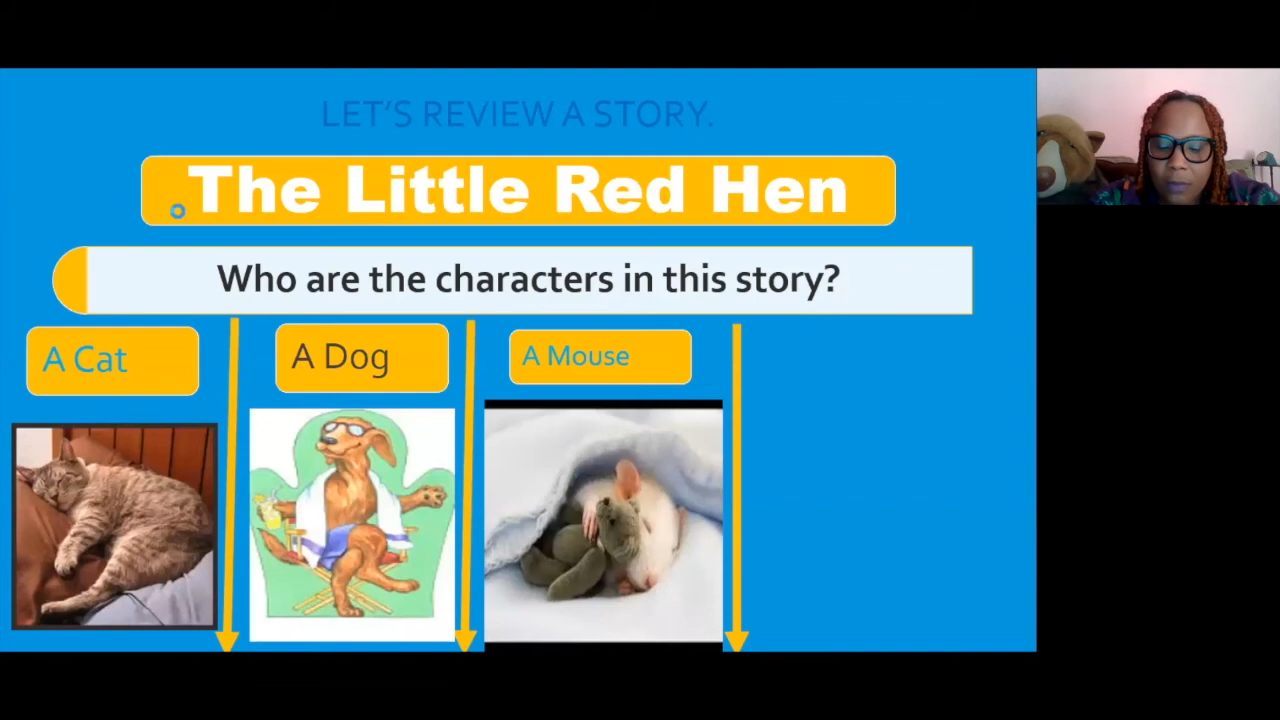 LET'S REVIEW A STORY.
The Little Red Hen
Who are the characters in this story?
A Cat
A Dog
A Mouse